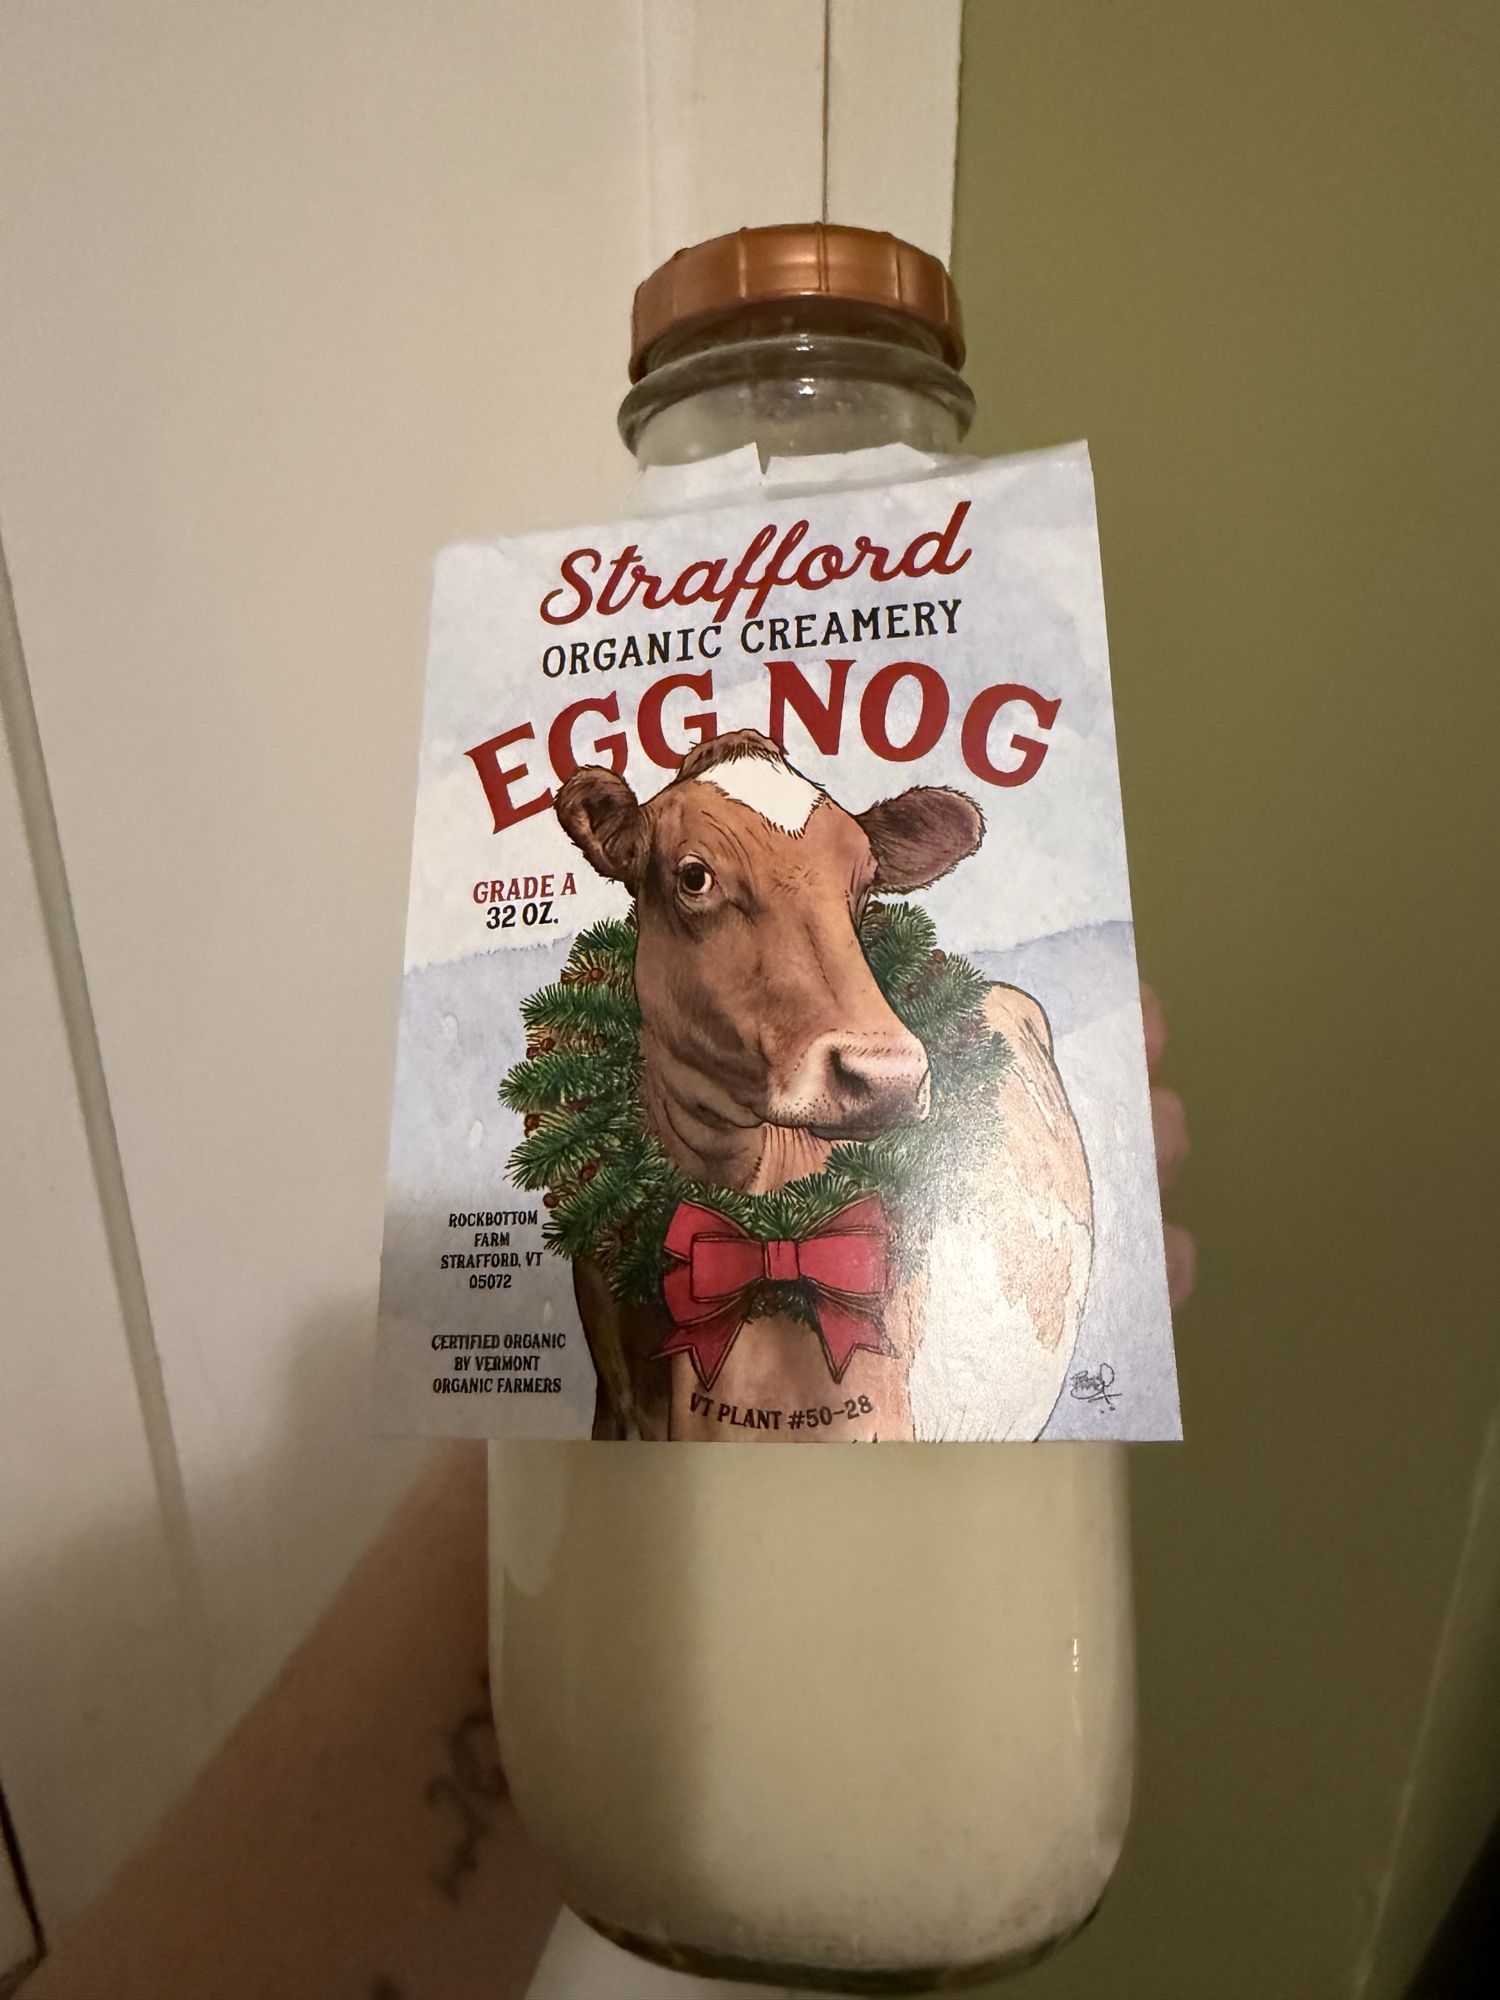 Strafford
ORGANIC CREAMERY
EGG NOG
GRADE A
32 OZ.
ROCKBOTTOM
FARM
STRAFFORD, VT
05072
CERTIFIED ORGANIC
BY VERMONT
ORGANIC FARMERS
VT PLANT #50-28